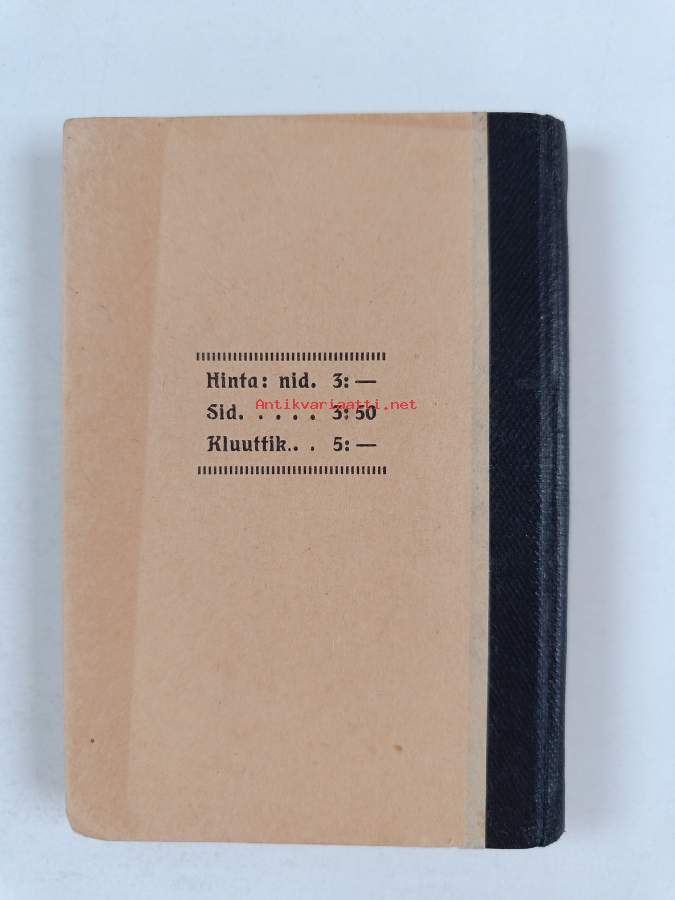 Hinta: nid. 3: —
Antikvariaatti.net
Sid. . . . . 3: 50
Kluuttik.. . 5: —